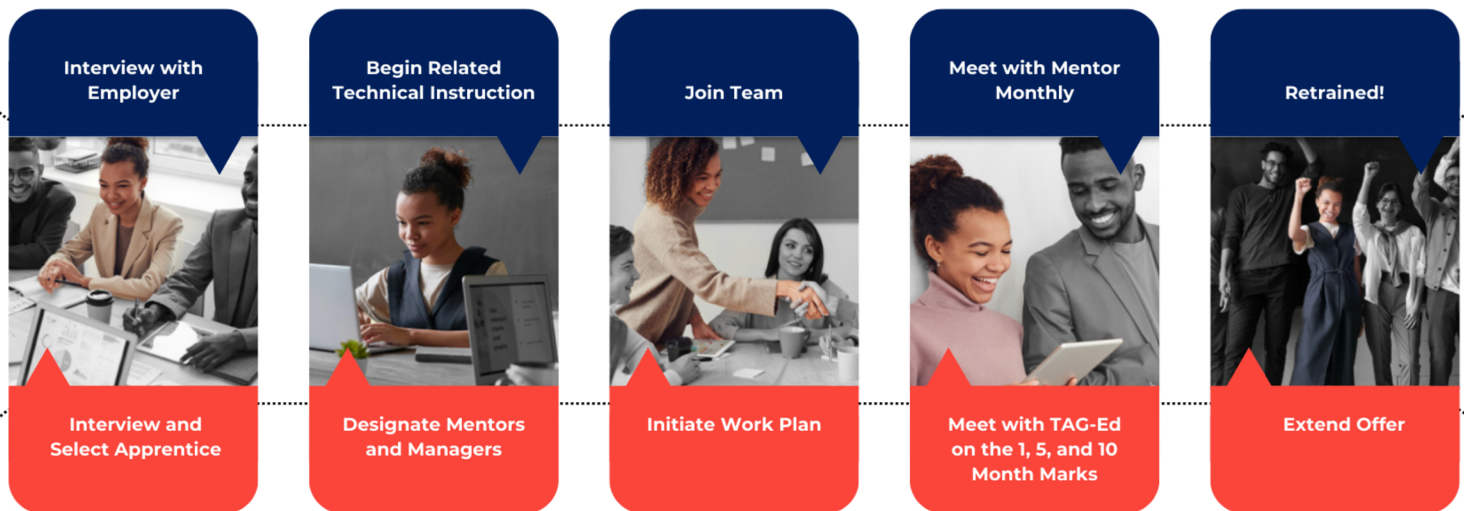 Interview with
Employer
Begin Related
Technical Instruction
Join Team
Meet with Mentor
Monthly
Retrained!
Interview and
Select Apprentice
Designate Mentors
and Managers
Initiate Work Plan
Meet with TAG-Ed
on the 1, 5, and 10
Month Marks
Extend Offer